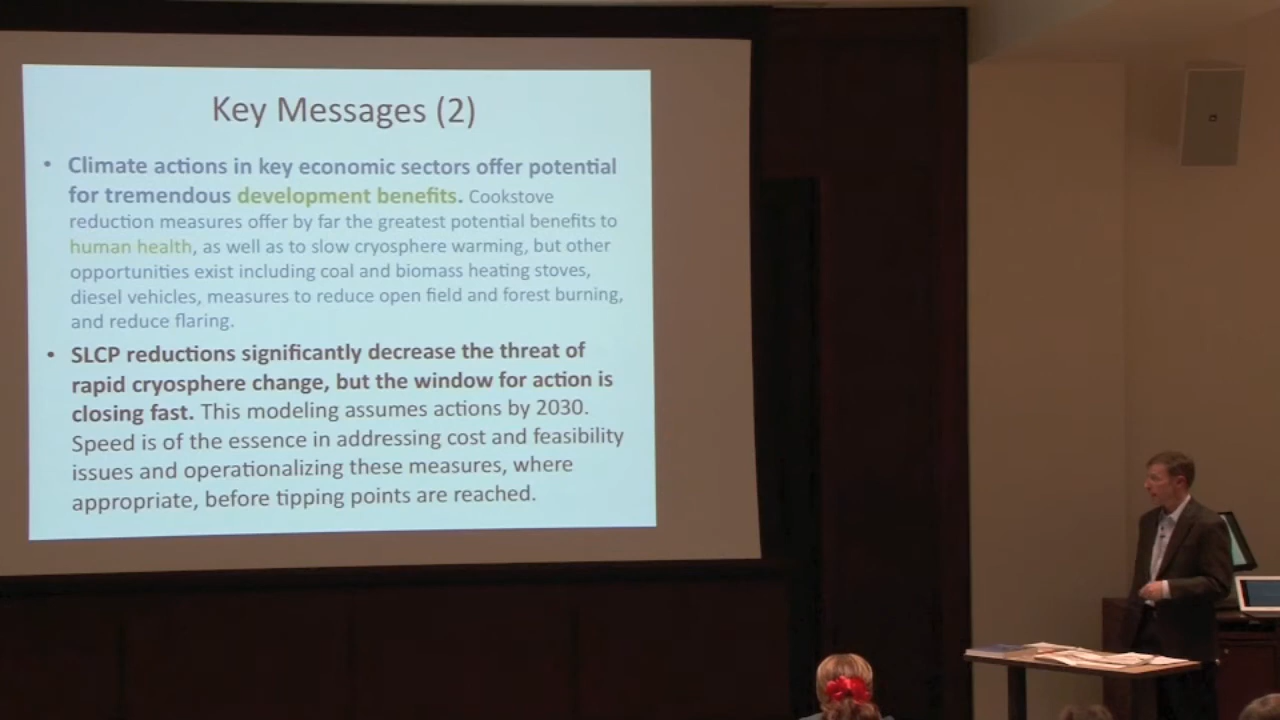 Key Messages (2)
• Climate actions in key economic sectors offer potential
for tremendous development benefits. Cookstove
reduction measures offer by far the greatest potential benefits to
human health, as well as to slow cryosphere warming, but other
opportunities exist including coal and biomass heating stoves,
diesel vehicles, measures to reduce open field and forest burning,
and reduce flaring.
• SLCP reductions significantly decrease the threat of
rapid cryosphere change, but the window for action is
closing fast. This modeling assumes actions by 2030.
Speed is of the essence in addressing cost and feasibility
issues and operationalizing these measures, where
appropriate, before tipping points are reached.